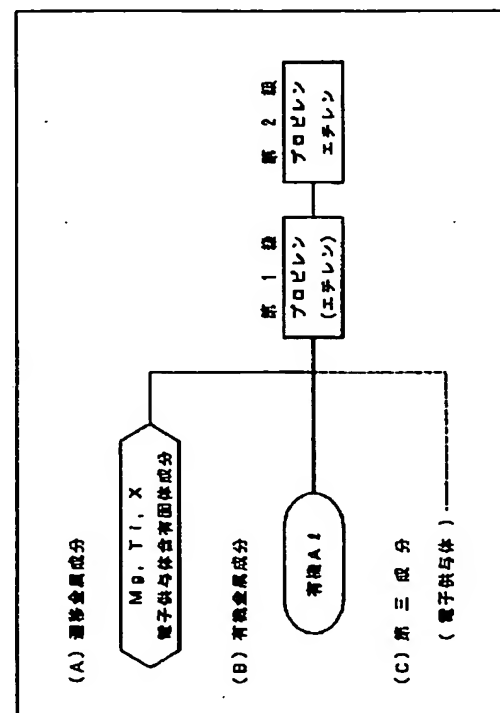 (A) 遷移金属成分
Mg, Ti, X
電子供与体含有固体成分
(B) 有機金属成分
有機Aℓ
(C) 第三成分
(電子供与体)
第1段
プロピレン
(エチレン)
第2段
プロピレン
エチレン